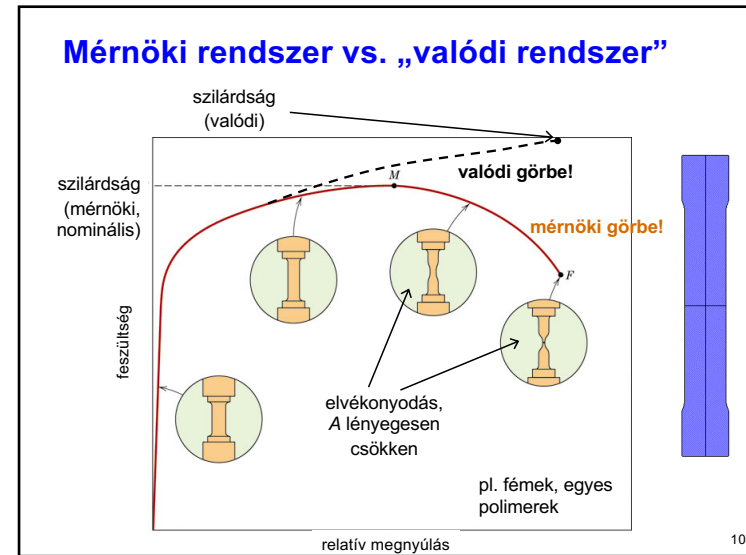 Mérnöki rendszer vs. „valódi rendszer”
szilárdság
(valódi)
valódi görbe!
szilárdság
(mérnöki,
nominális)
M
mérnöki görbe!
F
feszültség
elvékonyodás,
A lényegesen
csökken
pl. fémek, egyes
polimerek
relatív megnyúlás
10